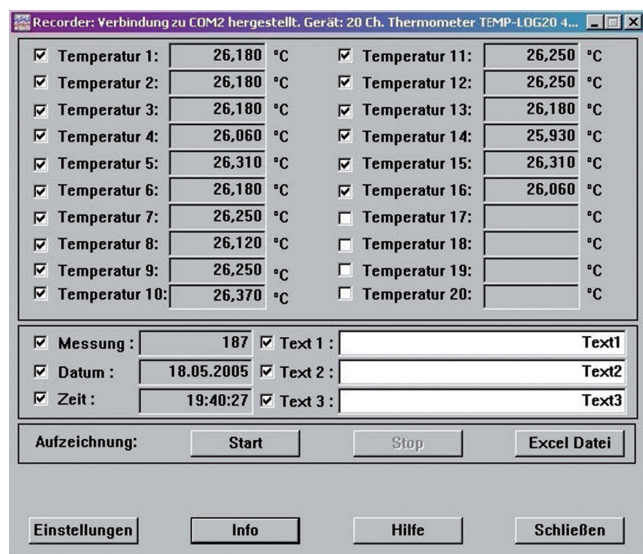 Recorder: Verbindung zu COM2 hergestellt. Gerät: 20 Ch. Thermometer TEMP-LOG20 4...
Temperatur 1: 26,180 °C Temperatur 11: 26,250 °C
Temperatur 2: 26,180 °C Temperatur 12: 26,250 °C
Temperatur 3: 26,180 °C Temperatur 13: 26,180 °C
Temperatur 4: 26,060 °C Temperatur 14: 25,930 °C
Temperatur 5: 26,310 °C Temperatur 15: 26,310 °C
Temperatur 6: 26,180 °C Temperatur 16: 26,060 °C
Temperatur 7: 26,250 °C Temperatur 17: °C
Temperatur 8: 26,120 °C Temperatur 18: °C
Temperatur 9: 26,250 °C Temperatur 19: °C
Temperatur 10: 26,370 °C Temperatur 20: °C
Messung : 187 Text 1 : Text1
Datum : 18.05.2005 Text 2 : Text2
Zeit : 19:40:27 Text 3 : Text3
Aufzeichnung: Start Stop Excel Datei
Einstellungen Info Hilfe Schließen